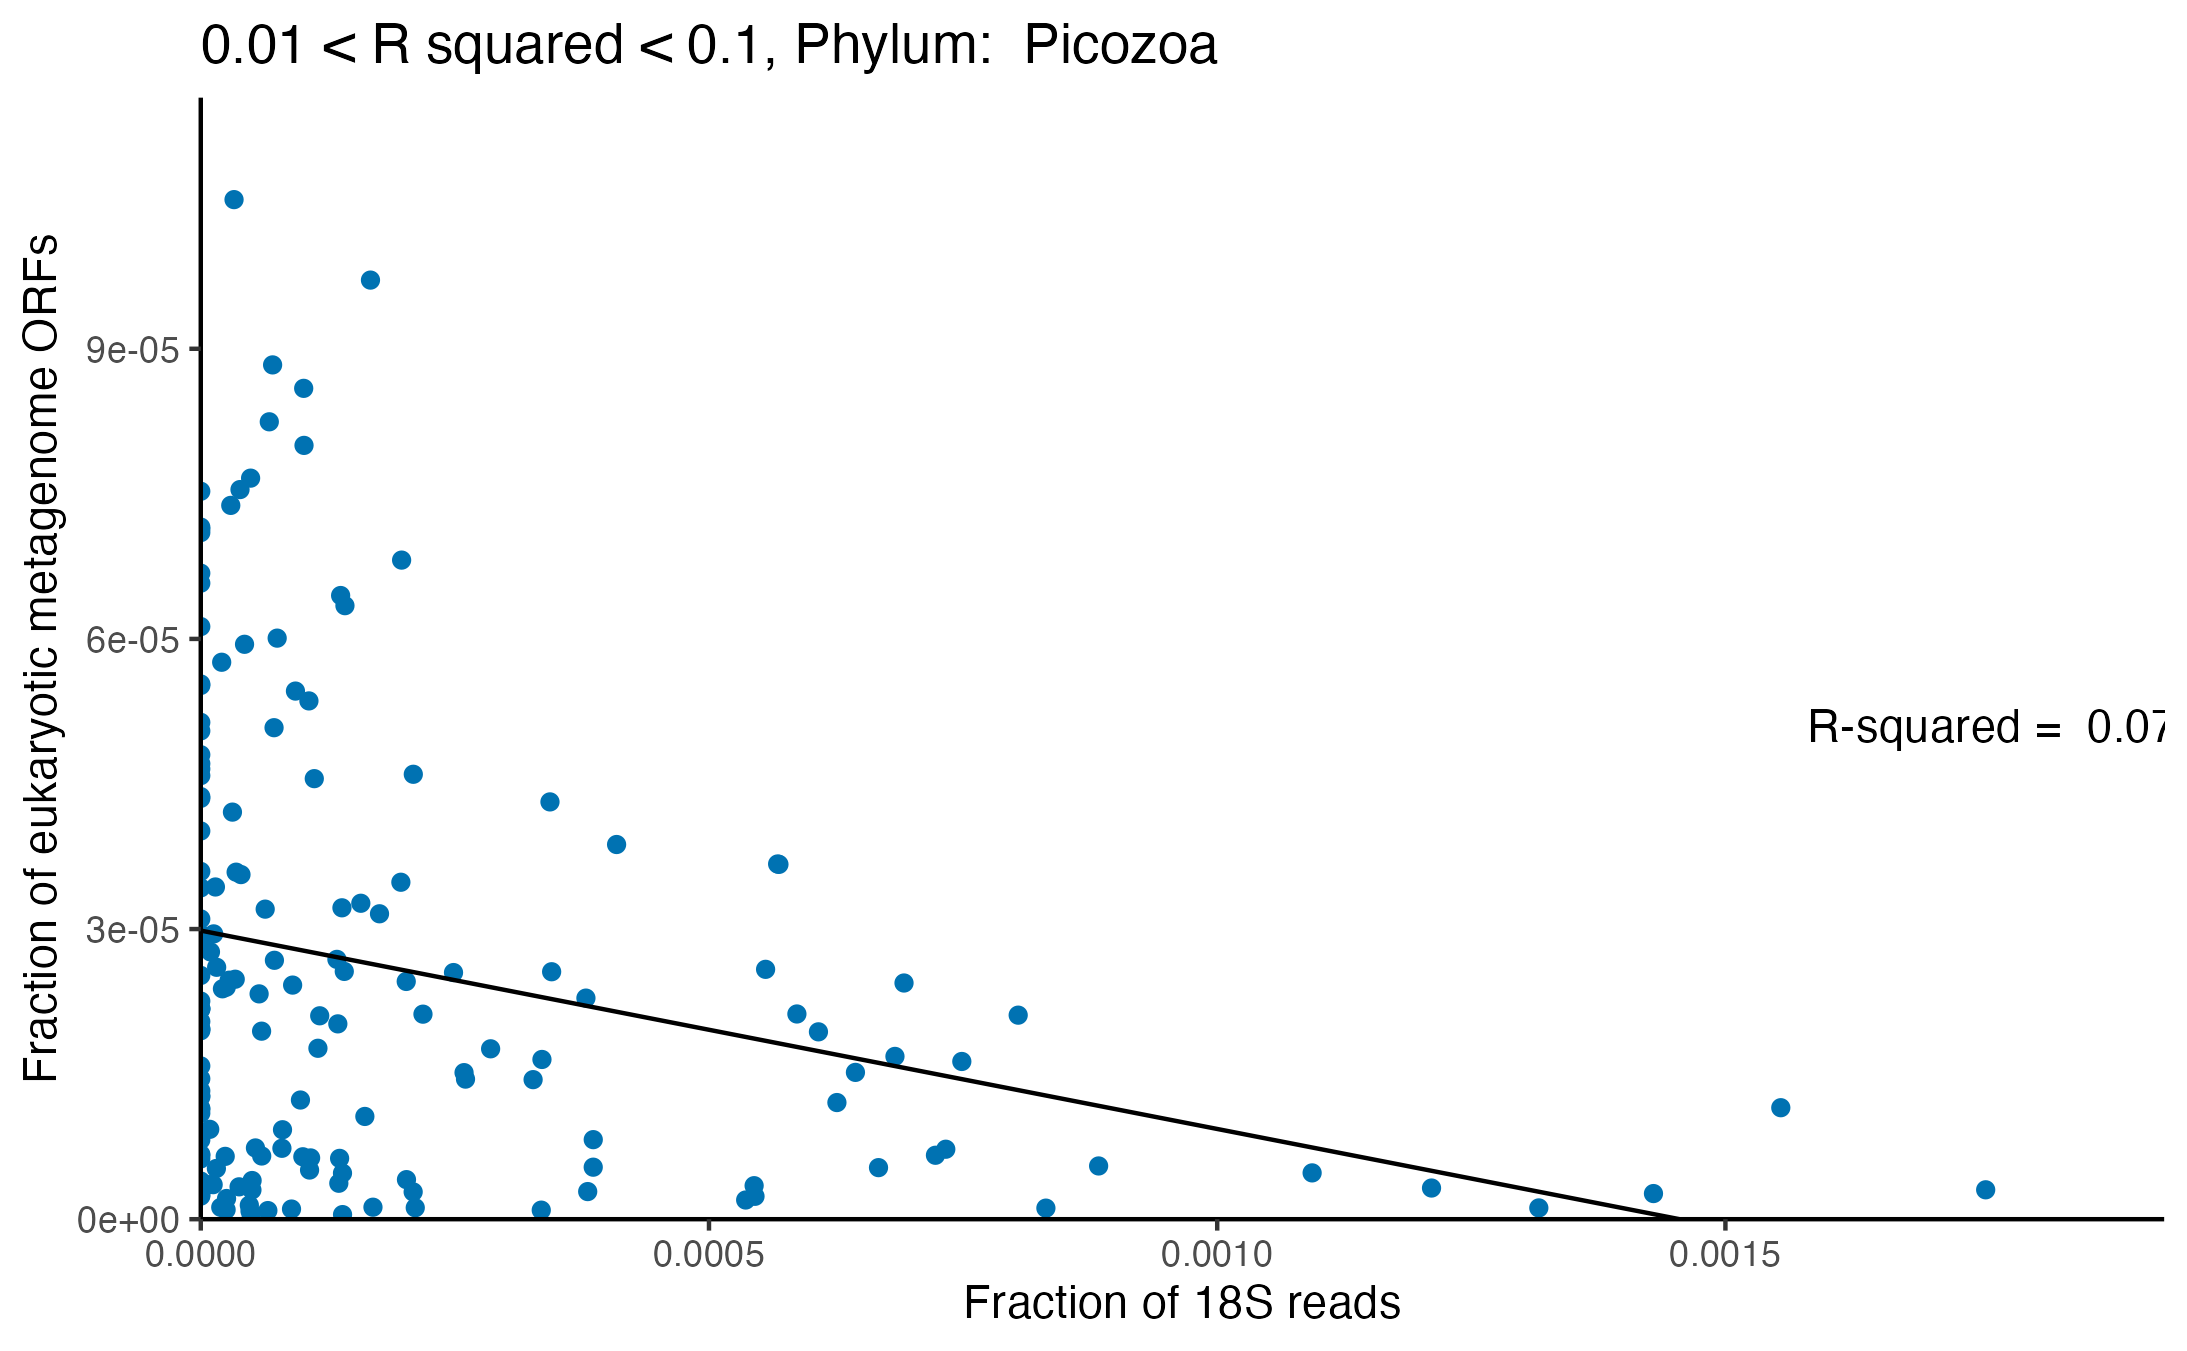 0.01 < R squared < 0.1, Phylum:  Picozoa
Fraction of eukaryotic metagenome ORFs
9e-05
6e-05
3e-05
0e+00
R-squared =  0.07
0.0000
0.0005
0.0010
0.0015
Fraction of 18S reads